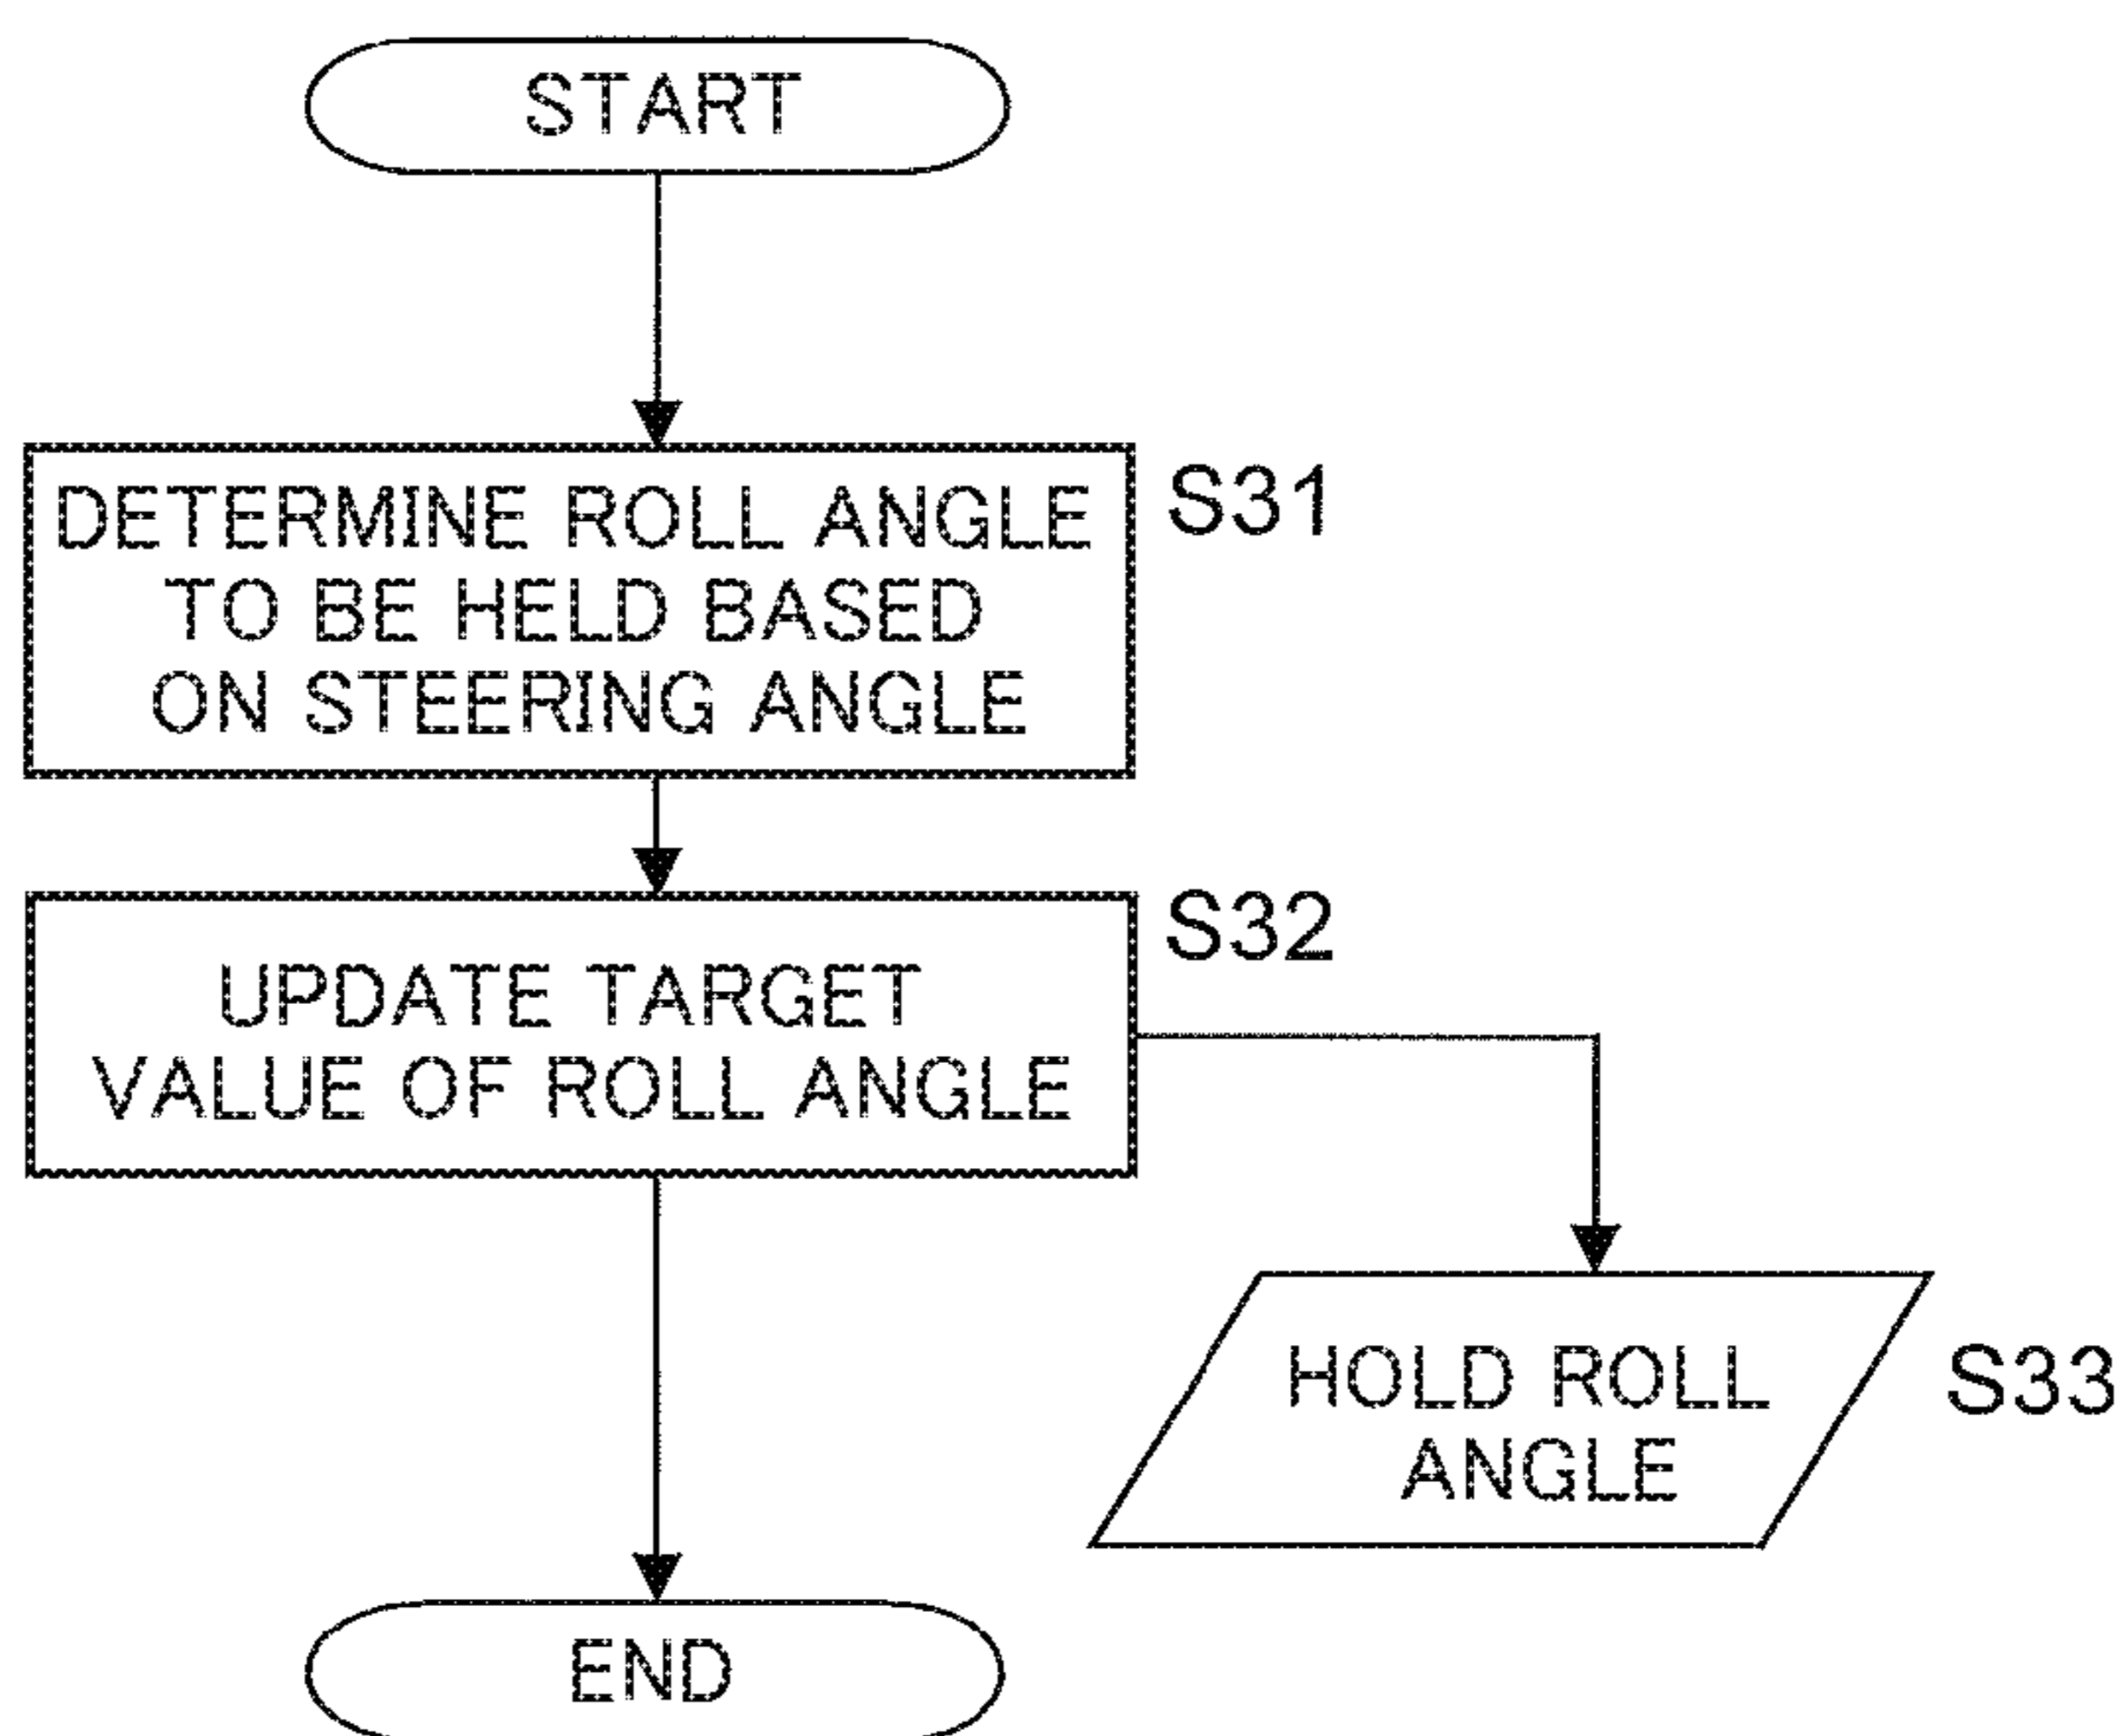 START
DETERMINE ROLL ANGLE
TO BE HELD BASED
ON STEERING ANGLE
S31
UPDATE TARGET
VALUE OF ROLL ANGLE
S32
HOLD ROLL
ANGLE
S33
END